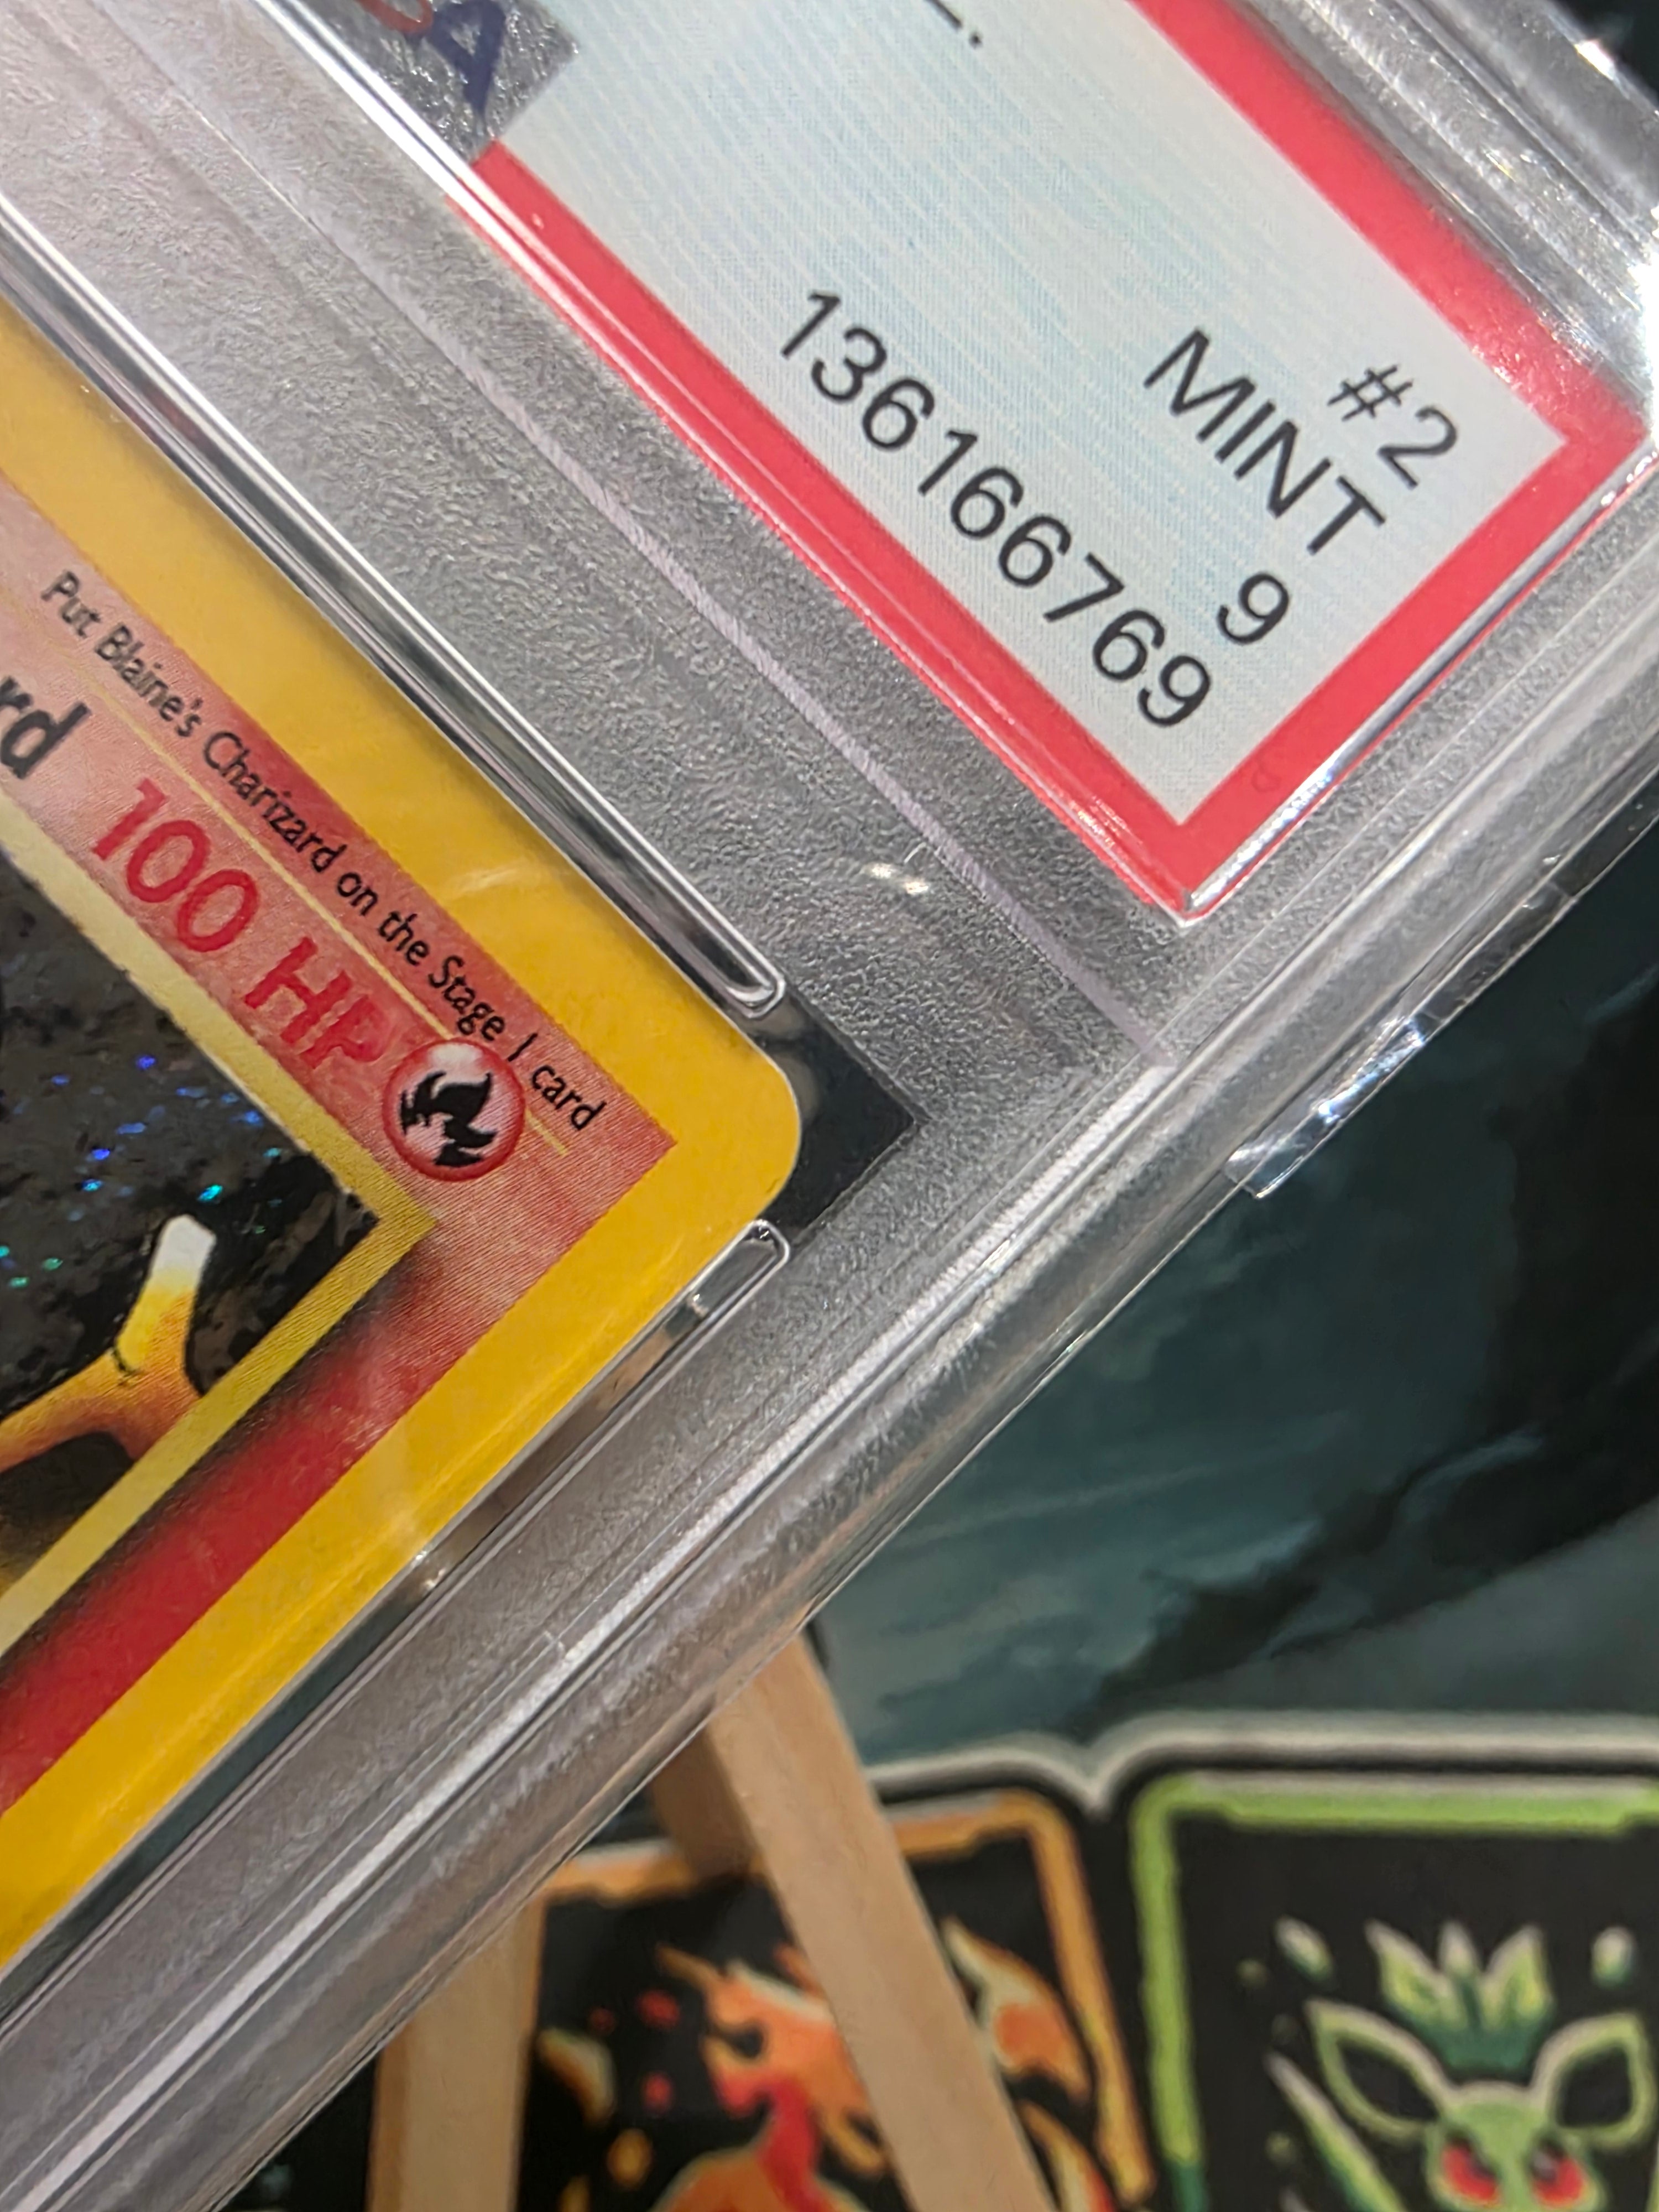 #2
MINT
9
136166769
Put Blaine's Charizard on the Stage 1 card
rd 100 HP